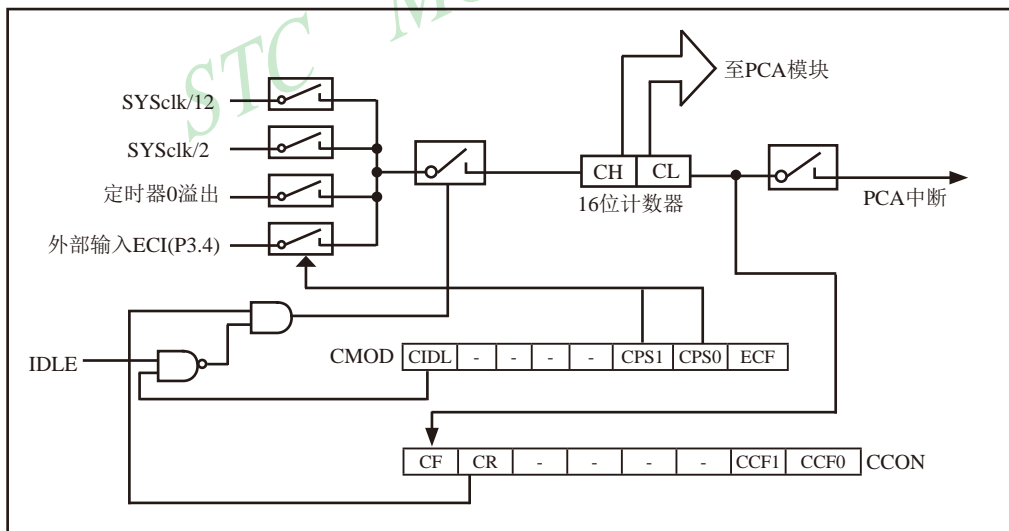 STC M
SYSclk/12
SYSclk/2
定时器0溢出
外部输入ECI(P3.4)
至PCA模块
CH CL
16位计数器
PCA中断
IDLE
CMOD CIDL - - - - CPS1 CPS0 ECF
CF CR - - - - CCF1 CCF0 CCON